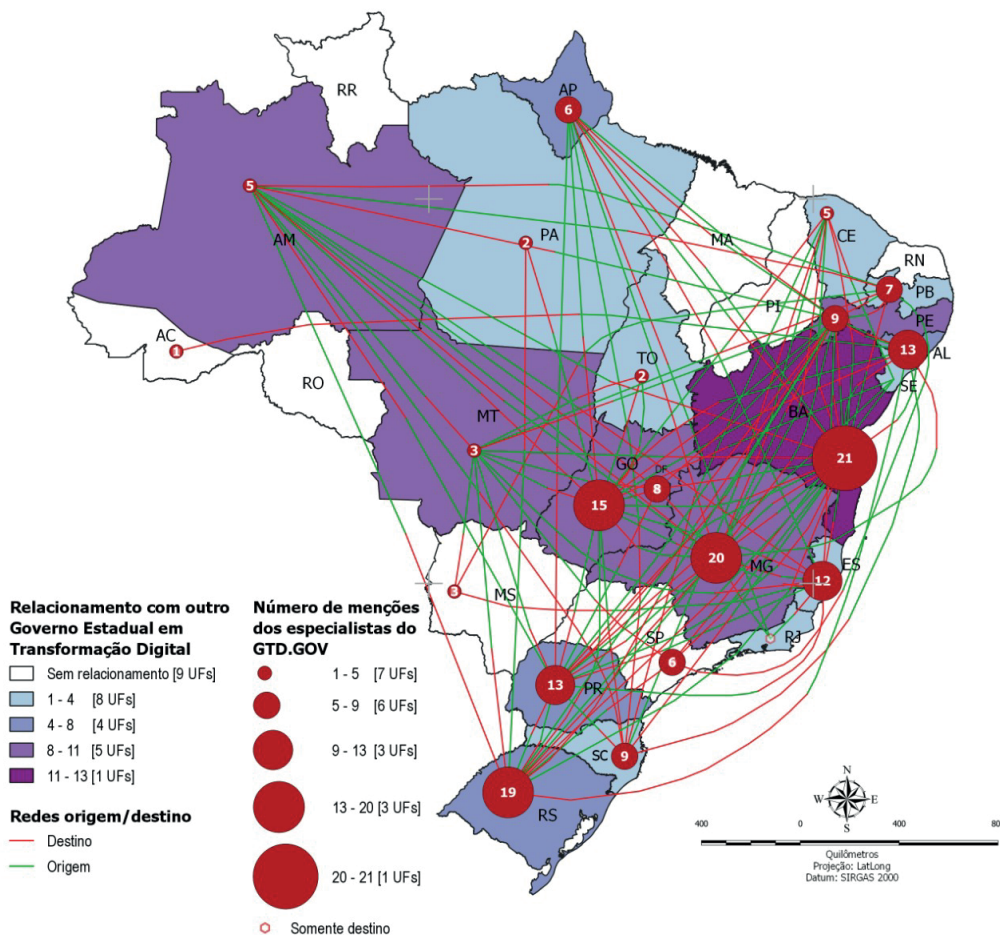 RR
AP
6
5
AM
2
PA
MA
5
CE
RN
7
PB
PI
9
PE
13
AL
SE
AC
1
RO
TO
2
MT
3
BA
21
GO
DF
8
15
20
MG
ES
12
3
MS
SP
RJ
6
13
PR
SC
9
19
RS
Relacionamento com outro
Governo Estadual em
Transformação Digital
Sem relacionamento [9 UFs]
1 - 4 [8 UFs]
4 - 8 [4 UFs]
8 - 11 [5 UFs]
11 - 13 [1 UFs]
Redes origem/destino
Destino
Origem
Número de menções
dos especialistas do
GTD.GOV
1 - 5 [7 UFs]
5 - 9 [6 UFs]
9 - 13 [3 UFs]
13 - 20 [3 UFs]
20 - 21 [1 UFs]
Somente destino
N
W E
S
400 0 400 80
Quilômetros
Projeção: LatLong
Datum: SIRGAS 2000